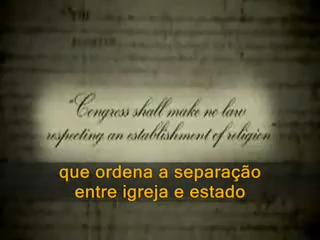 "Congress shall make no law
respecting an establishment of religion"
que ordena a separação
entre igreja e estado